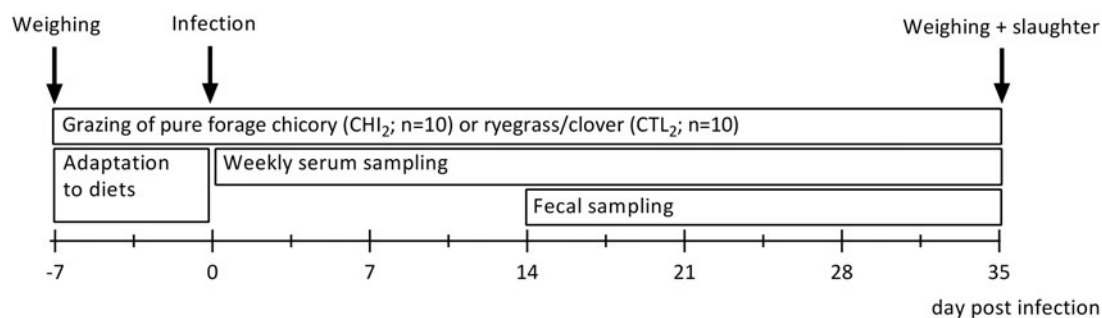 Weighing
Infection
Weighing + slaughter
Grazing of pure forage chicory (CHI₂; n=10) or ryegrass/clover (CTL₂; n=10)
Adaptation
to diets
Weekly serum sampling
Fecal sampling
-7 0 7 14 21 28 35
day post infection